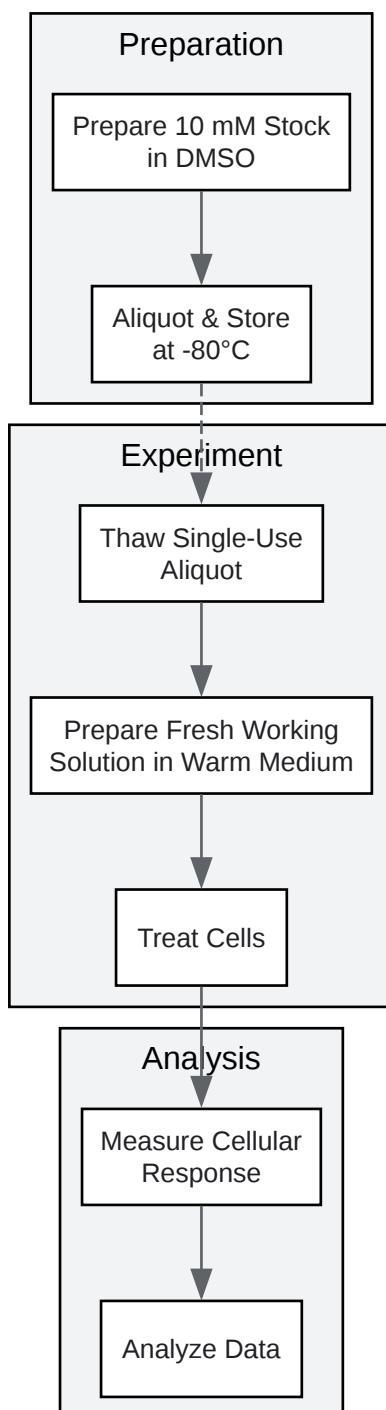 Preparation
Prepare 10 mM Stock
in DMSO
Aliquot & Store
at -80°C
Experiment
Thaw Single-Use
Aliquot
Prepare Fresh Working
Solution in Warm Medium
Treat Cells
Analysis
Measure Cellular
Response
Analyze Data